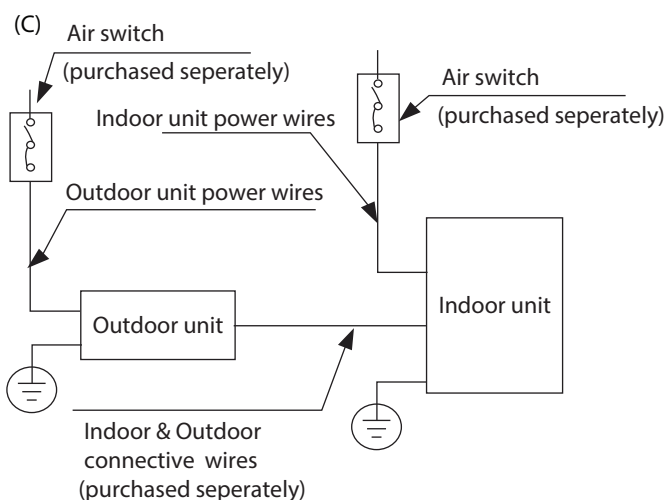 (C)
Air switch
(purchased seperately)
Air switch
(purchased seperately)
Indoor unit power wires
Outdoor unit power wires
Outdoor unit
Indoor unit
Indoor & Outdoor
connective wires
(purchased seperately)